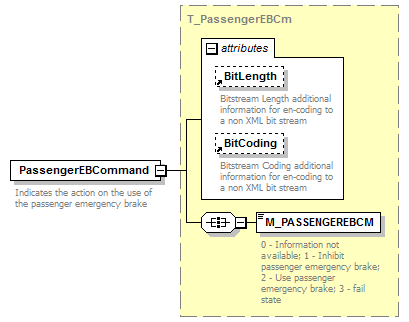 T_PassengerEBCm
attributes
BitLength
Bitstream Length additional
information for en-coding to
a non XML bit stream
BitCoding
Bitstream Coding additional
information for en-coding to
a non XML bit stream
PassengerEBCommand
Indicates the action on the use of
the passenger emergency brake
M_PASSENGEREBCM
0 - Information not
available; 1 - Inhibit
passenger emergency brake;
2 - Use passenger
emergency brake; 3 - fail
state